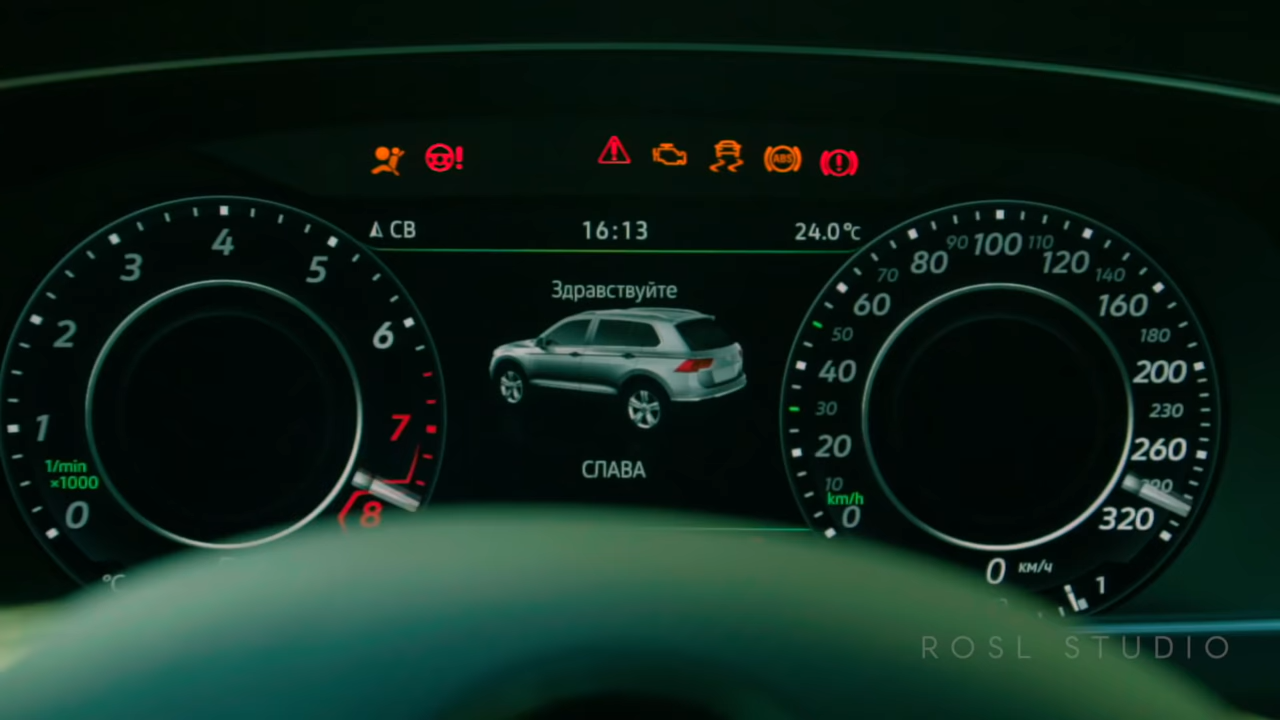 ABS
СВ
16:13
24.0°C
Здравствуйте
СЛАВА
0 1 2 3 4 5 6 7 8
1/min
×1000
°C
0 10 20 30 40 50 60 70 80 90 100 110 120 140 160 180 200 230 260 290 320
km/h
0 км/ч
1
ROSL STUDIO